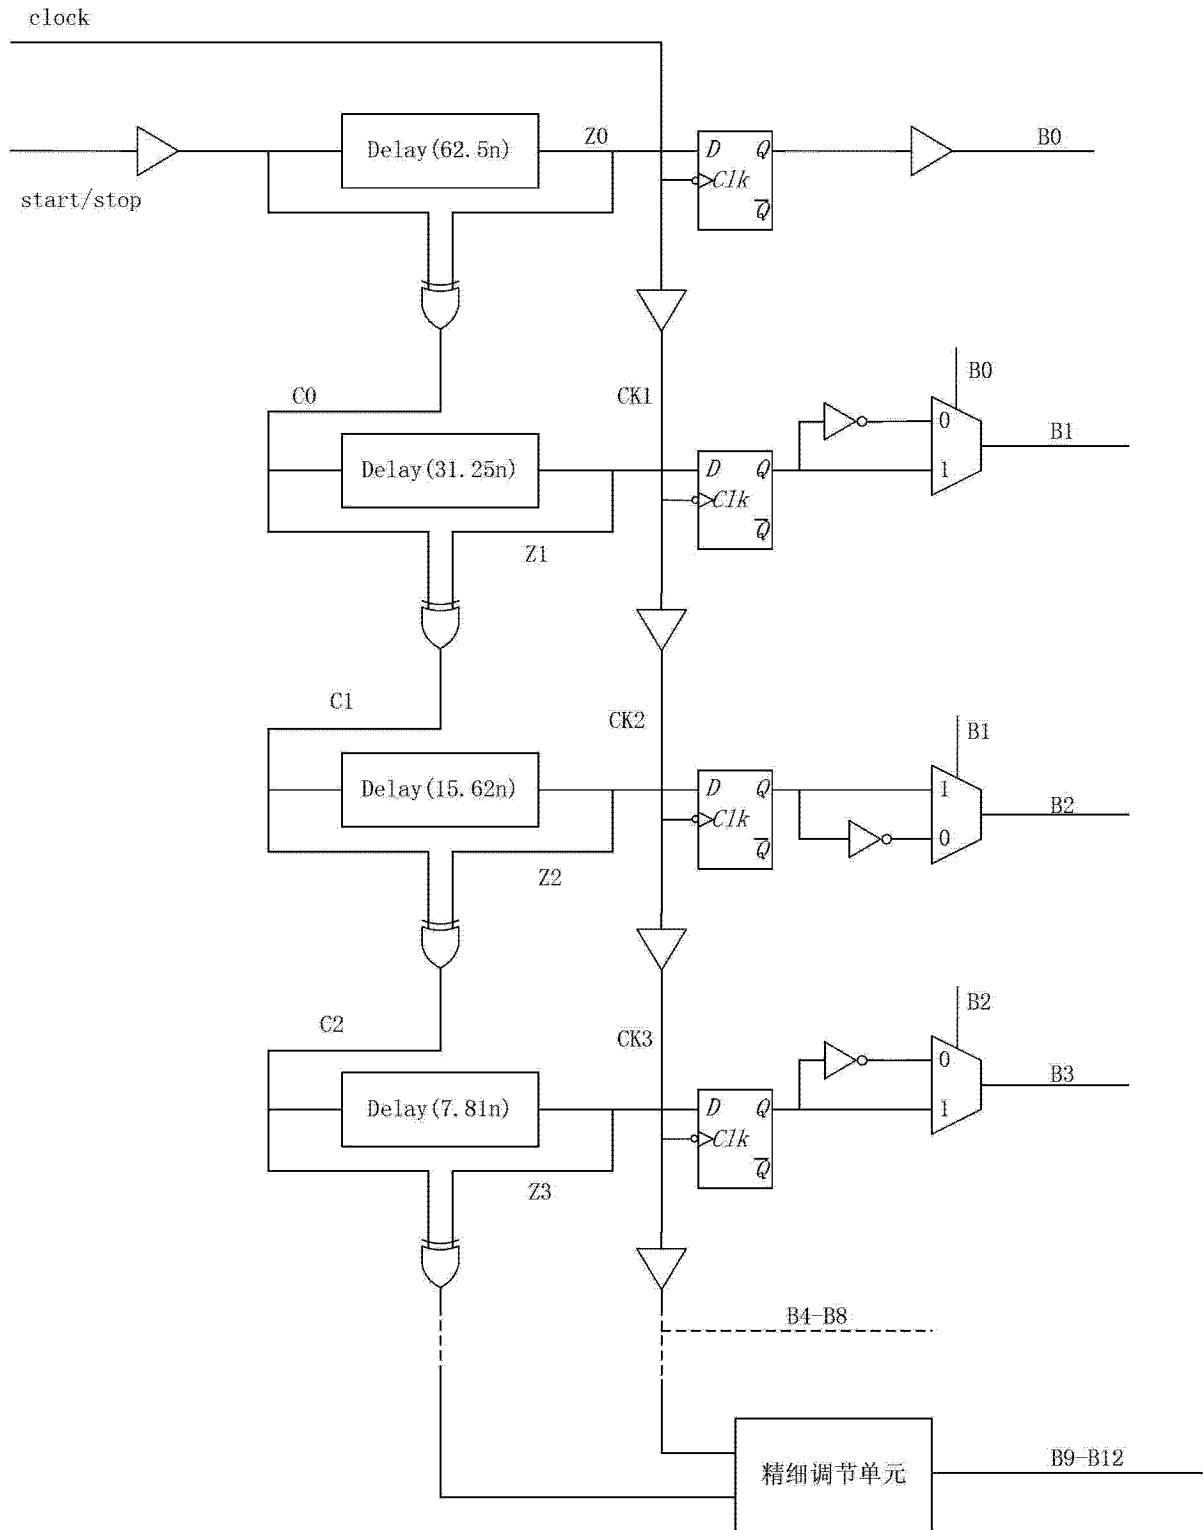 clock
start/stop
Delay(62.5n)
Z0
D Q
Clk
Q̅
B0
C0
CK1
B0
Delay(31.25n)
Z1
D Q
Clk
Q̅
0
1
B1
C1
CK2
B1
Delay(15.62n)
Z2
D Q
Clk
Q̅
1
0
B2
C2
CK3
B2
Delay(7.81n)
Z3
D Q
Clk
Q̅
0
1
B3
B4-B8
精细调节单元
B9-B12